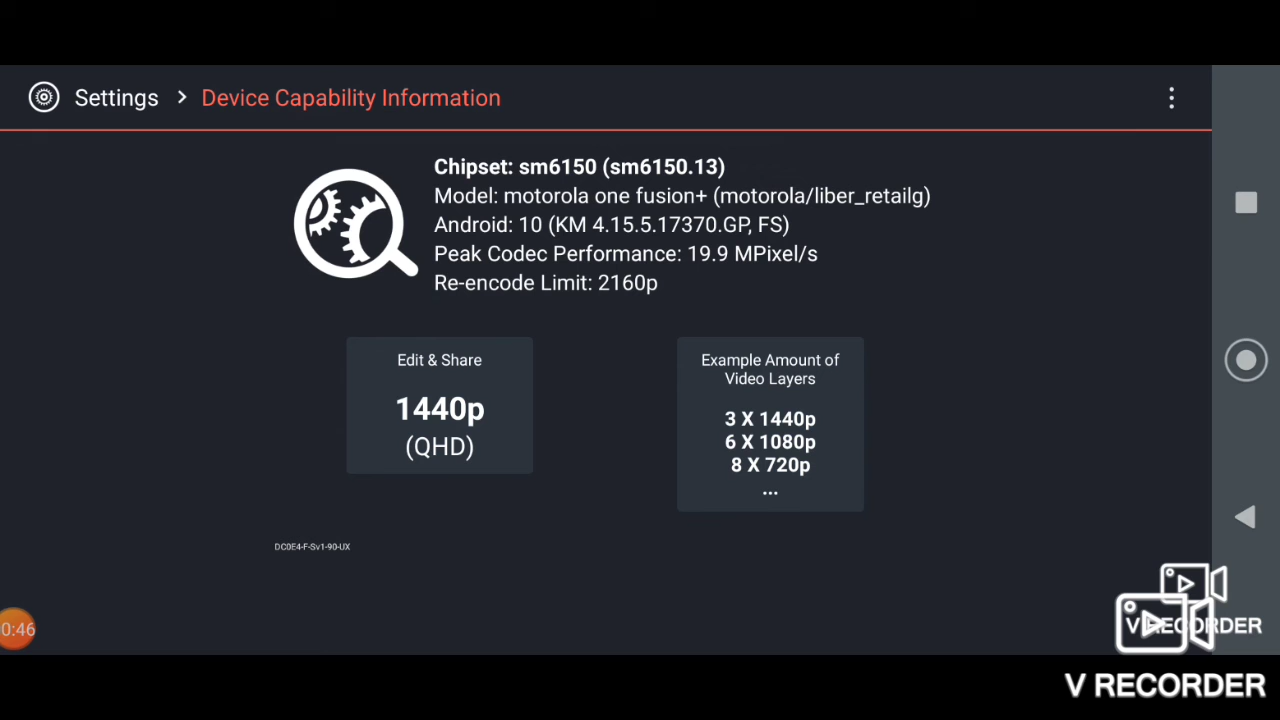 Settings > Device Capability Information
Chipset: sm6150 (sm6150.13)
Model: motorola one fusion+ (motorola/liber_retailg)
Android: 10 (KM 4.15.5.17370.GP, FS)
Peak Codec Performance: 19.9 MPixel/s
Re-encode Limit: 2160p
Edit & Share
1440p
(QHD)
Example Amount of
Video Layers
3 X 1440p
6 X 1080p
8 X 720p
...
DC0E4-F-Sv1-90-UX
0:46
V RECORDER
V RECORDER